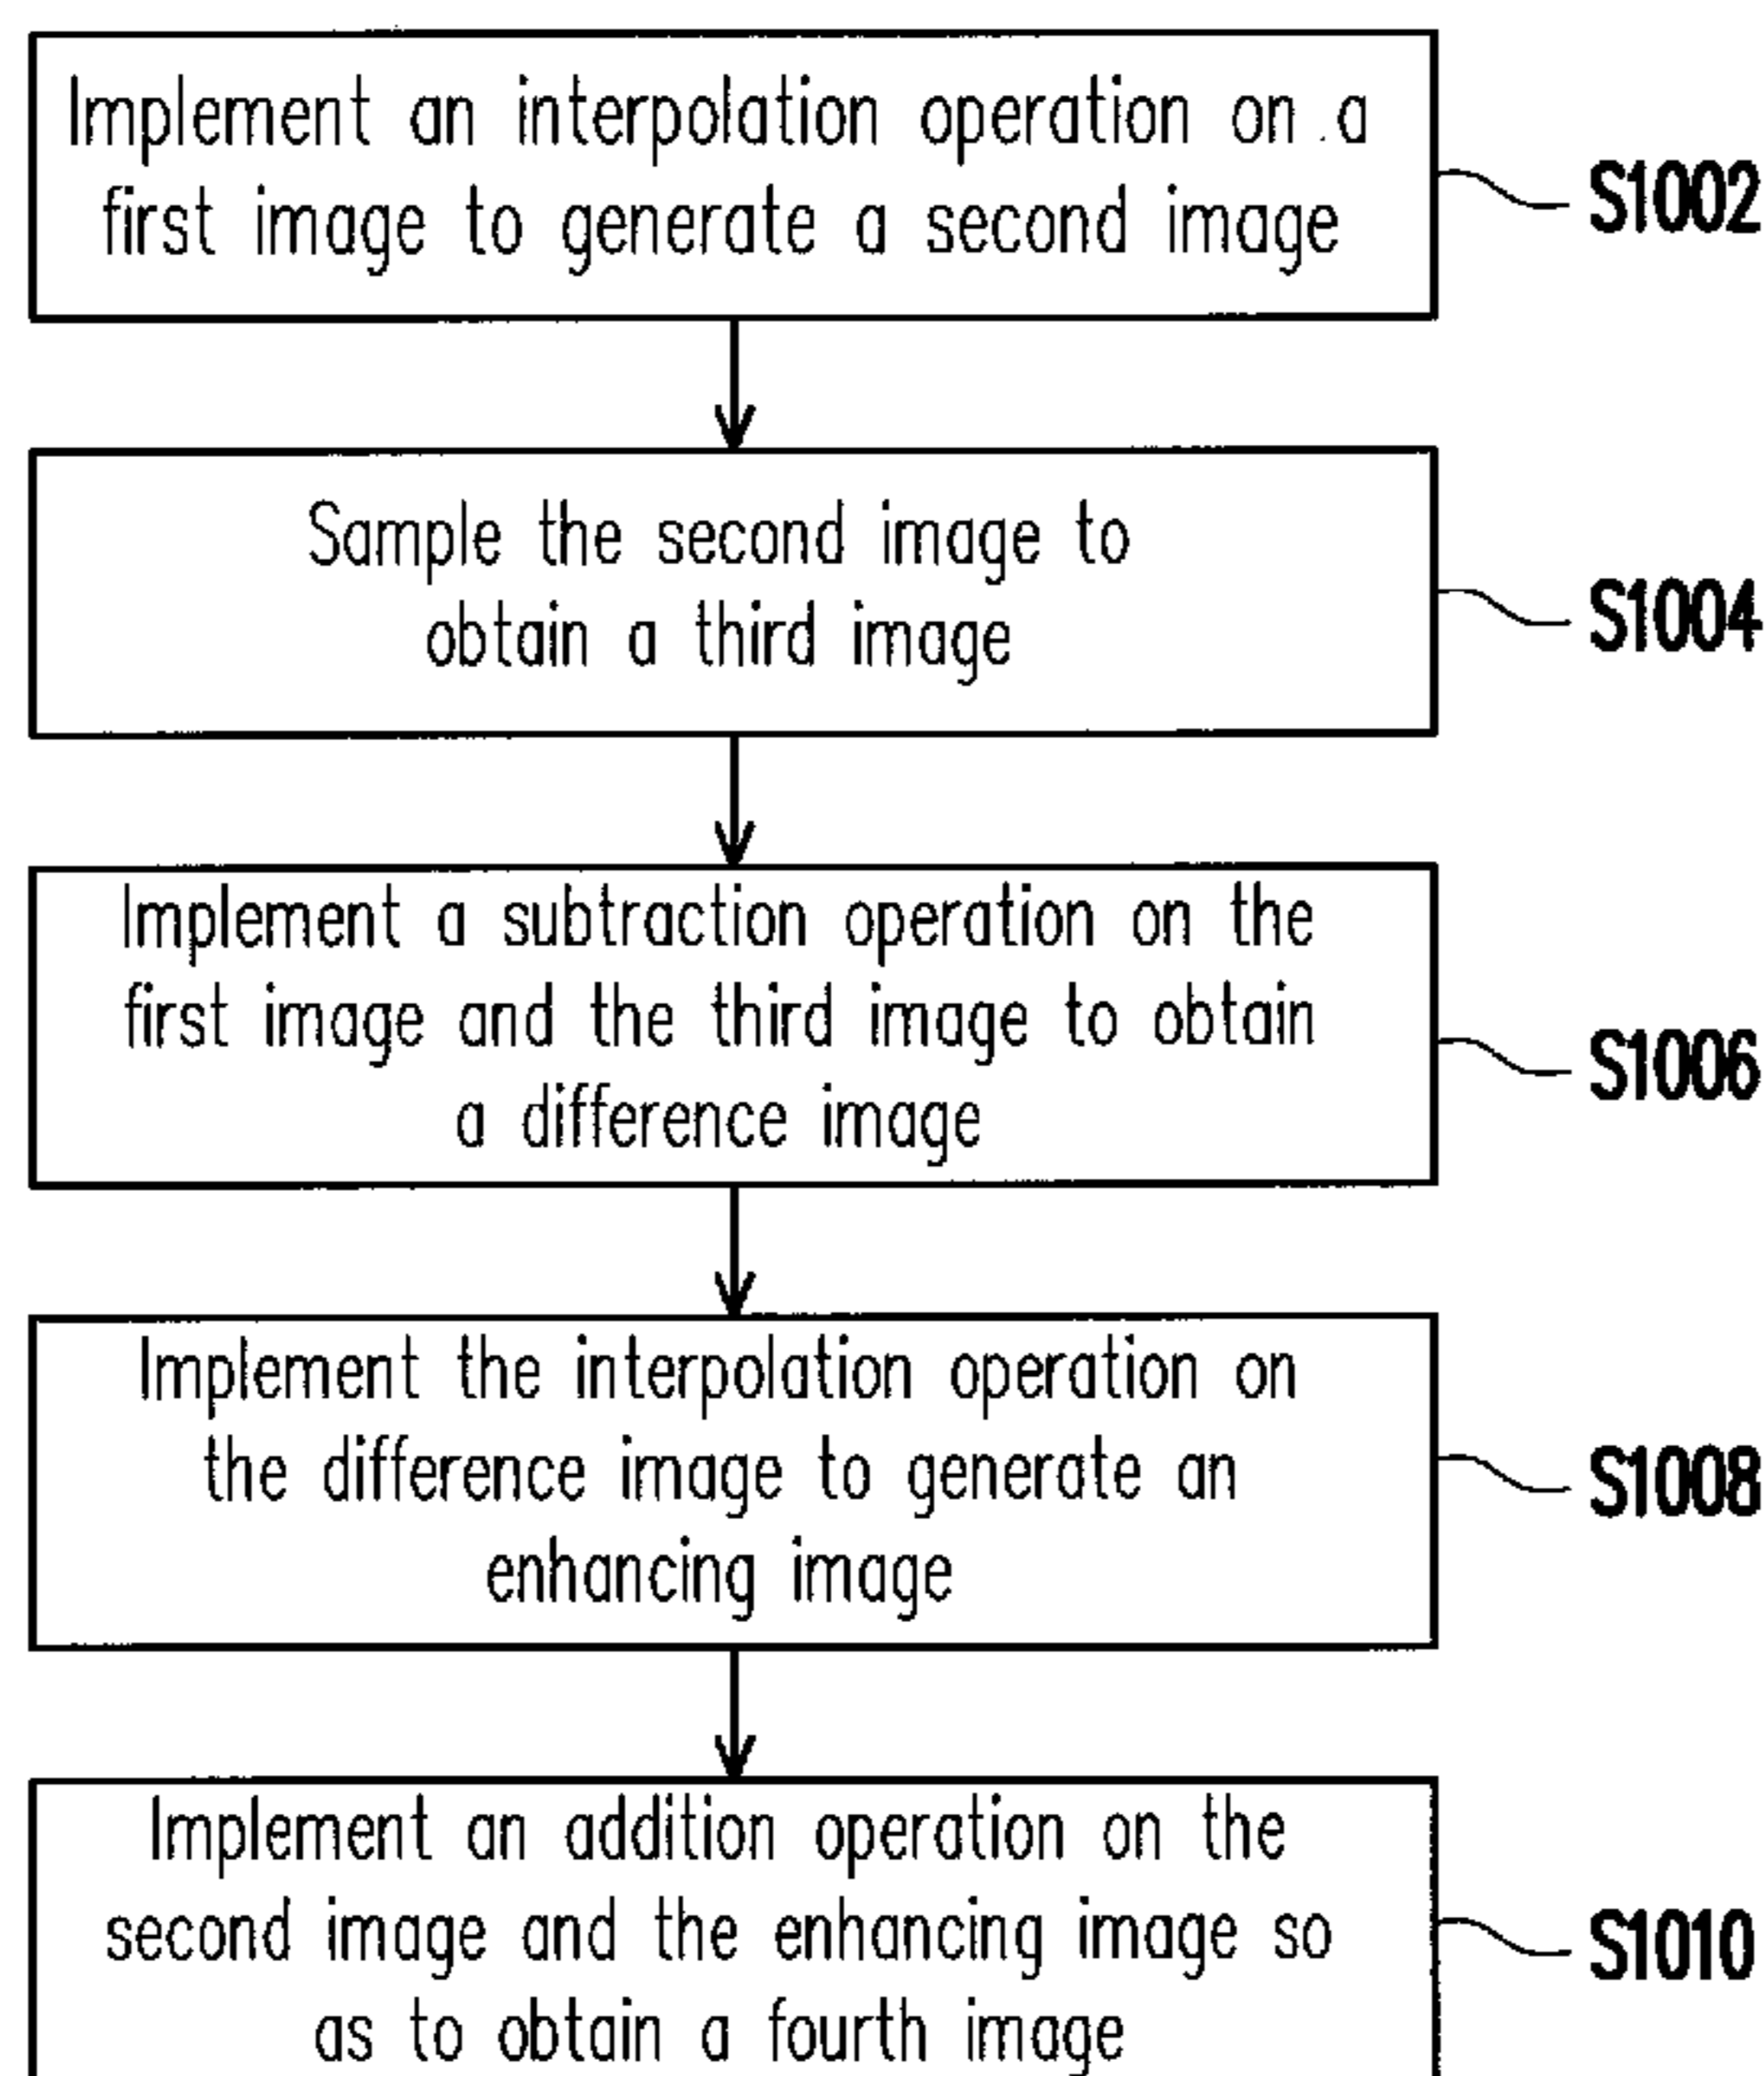 Implement an interpolation operation on a
first image to generate a second image
S1002
Sample the second image to
obtain a third image
S1004
Implement a subtraction operation on the
first image and the third image to obtain
a difference image
S1006
Implement the interpolation operation on
the difference image to generate an
enhancing image
S1008
Implement an addition operation on the
second image and the enhancing image so
as to obtain a fourth image
S1010